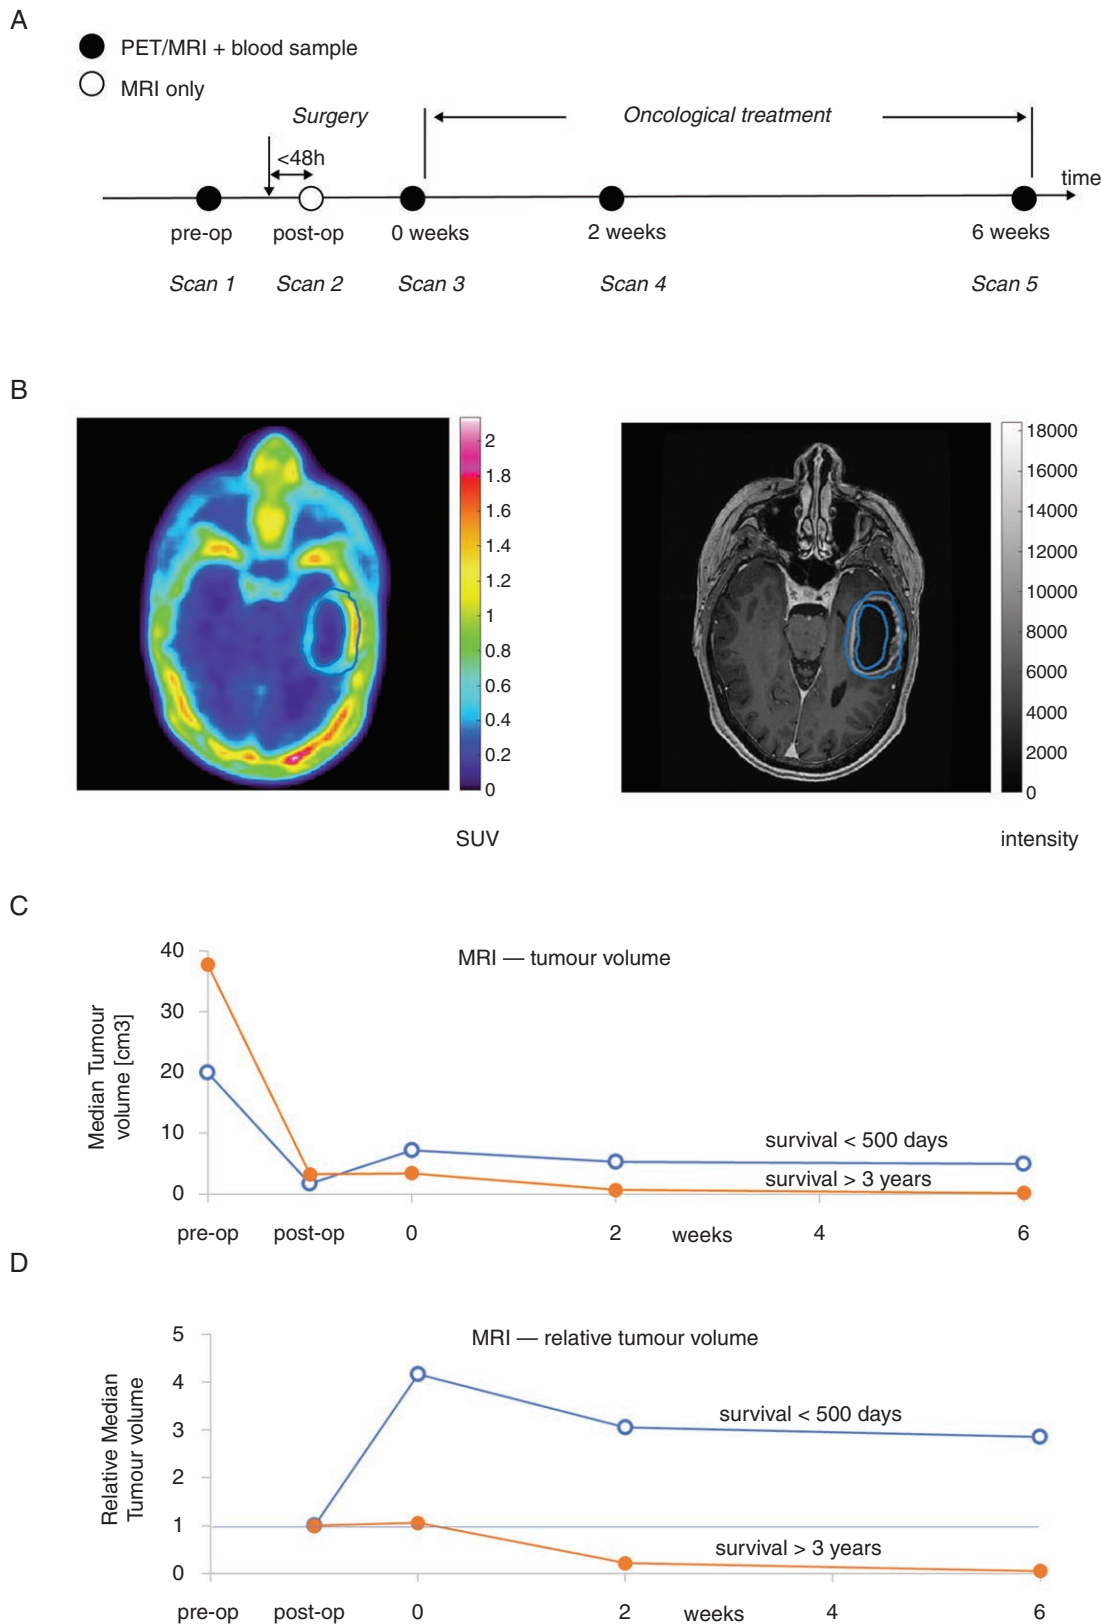 A
PET/MRI + blood sample
MRI only
Surgery
Oncological treatment
<48h
time
pre-op
post-op
0 weeks
2 weeks
6 weeks
Scan 1
Scan 2
Scan 3
Scan 4
Scan 5
B
2
1.8
1.6
1.4
1.2
1
0.8
0.6
0.4
0.2
0
SUV
18000
16000
14000
12000
10000
8000
6000
4000
2000
0
intensity
C
MRI — tumour volume
Median Tumour
volume [cm3]
40
30
20
10
0
survival < 500 days
survival > 3 years
pre-op
post-op
0
2
weeks
4
6
D
MRI — relative tumour volume
Relative Median
Tumour volume
5
4
3
2
1
0
survival < 500 days
survival > 3 years
pre-op
post-op
0
2
weeks
4
6